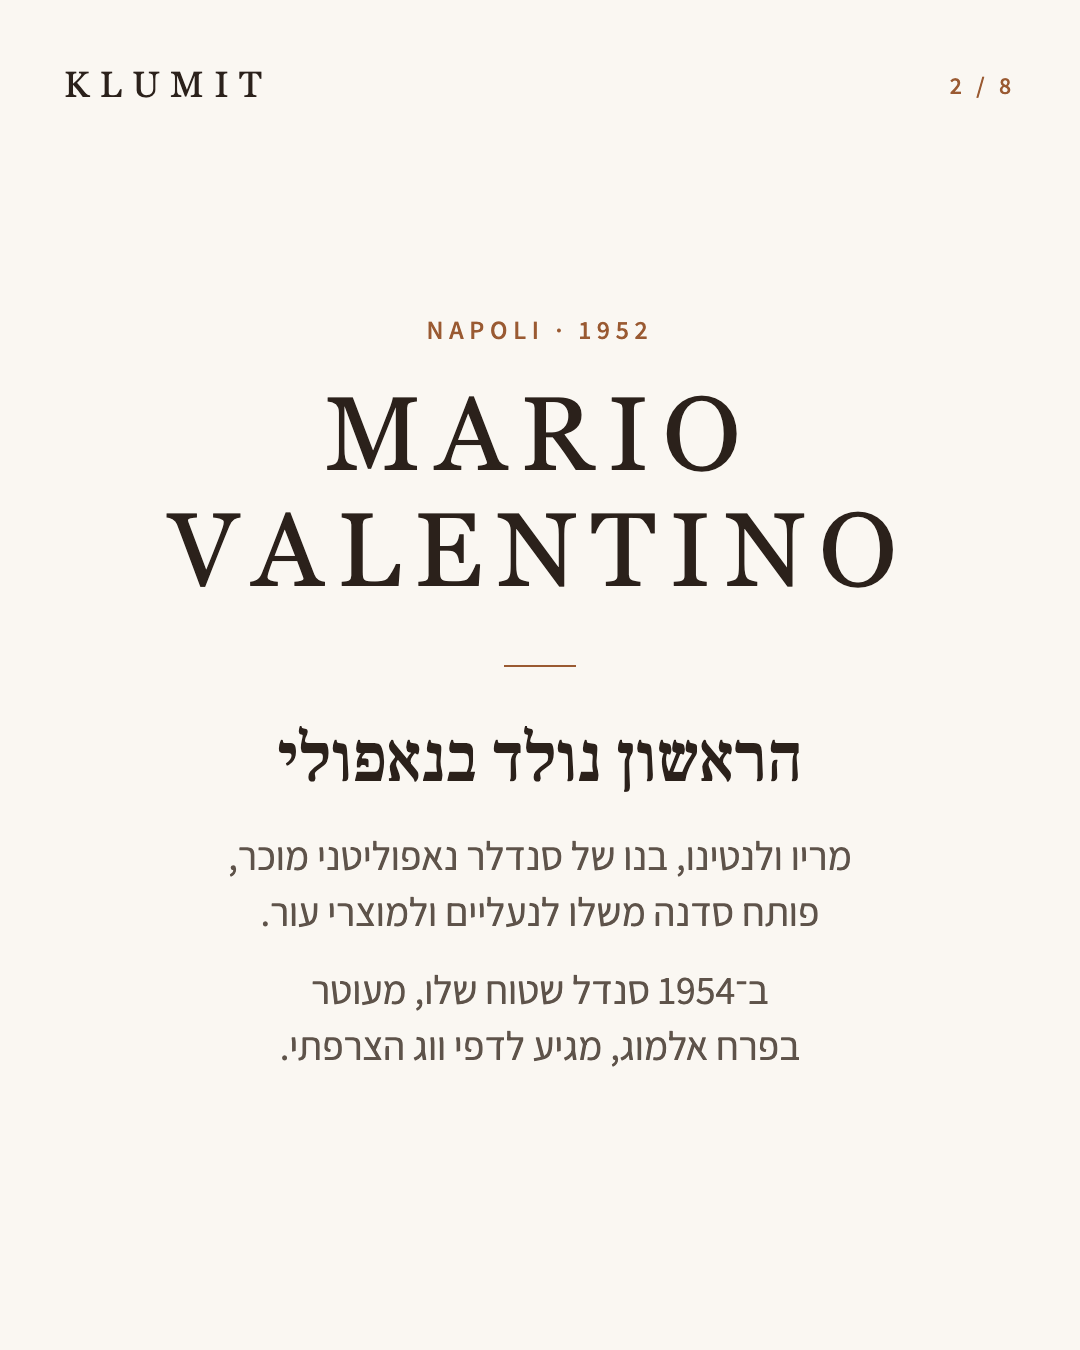 KLUMIT
2 / 8
NAPOLI · 1952
MARIO
VALENTINO
הראשון נולד בנאפולי
מריו ולנטינו, בנו של סנדלר נאפוליטני מוכר,
פותח סדנה משלו לנעליים ולמוצרי עור.
ב־1954 סנדל שטוח שלו, מעוטר
בפרח אלמוג, מגיע לדפי ווג הצרפתי.